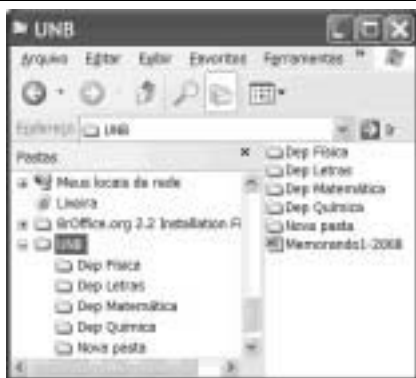 UNB
Arquivo Editar Exibir Favoritos Ferramentas »
Endereço UNB Ir
Pastas x
Meus locais de rede
Lixeira
BrOffice.org 2.2 Installation Fi
UNB
Dep Física
Dep Letras
Dep Matemática
Dep Química
Nova pasta
Dep Física
Dep Letras
Dep Matemática
Dep Química
Nova pasta
Memorando1-2008